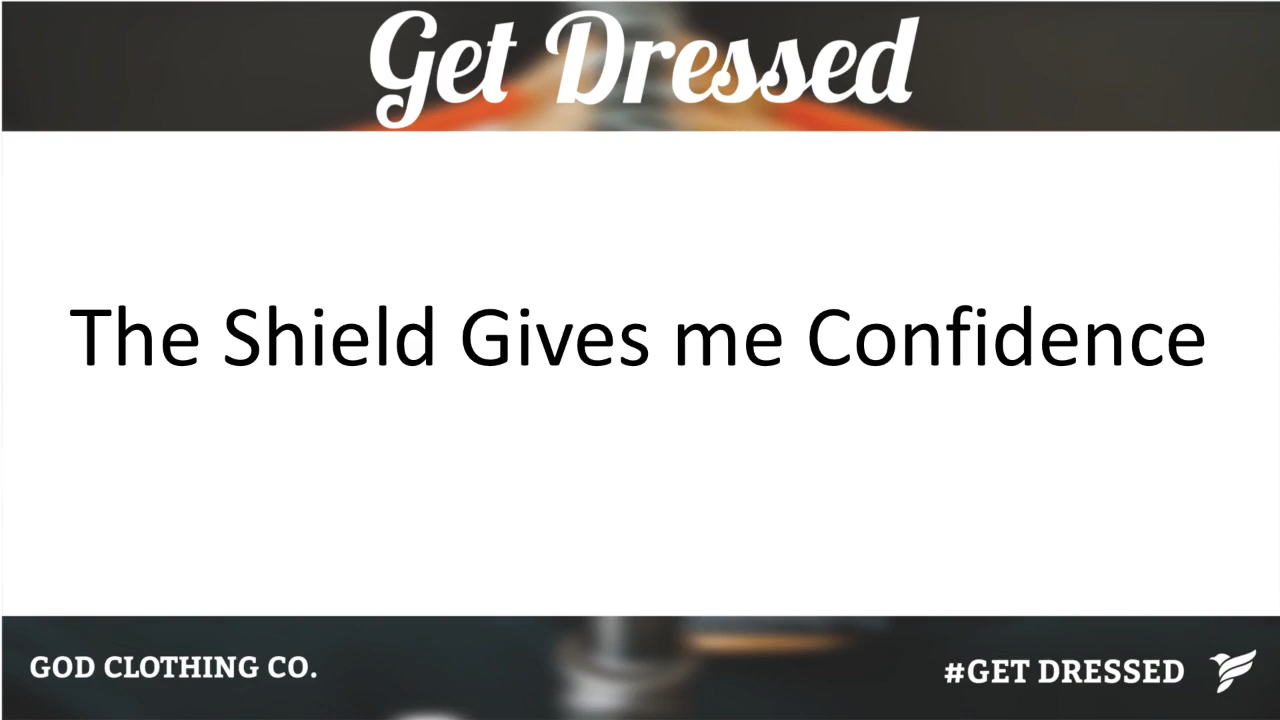 Get Dressed
The Shield Gives me Confidence
GOD CLOTHING CO.
#GET DRESSED